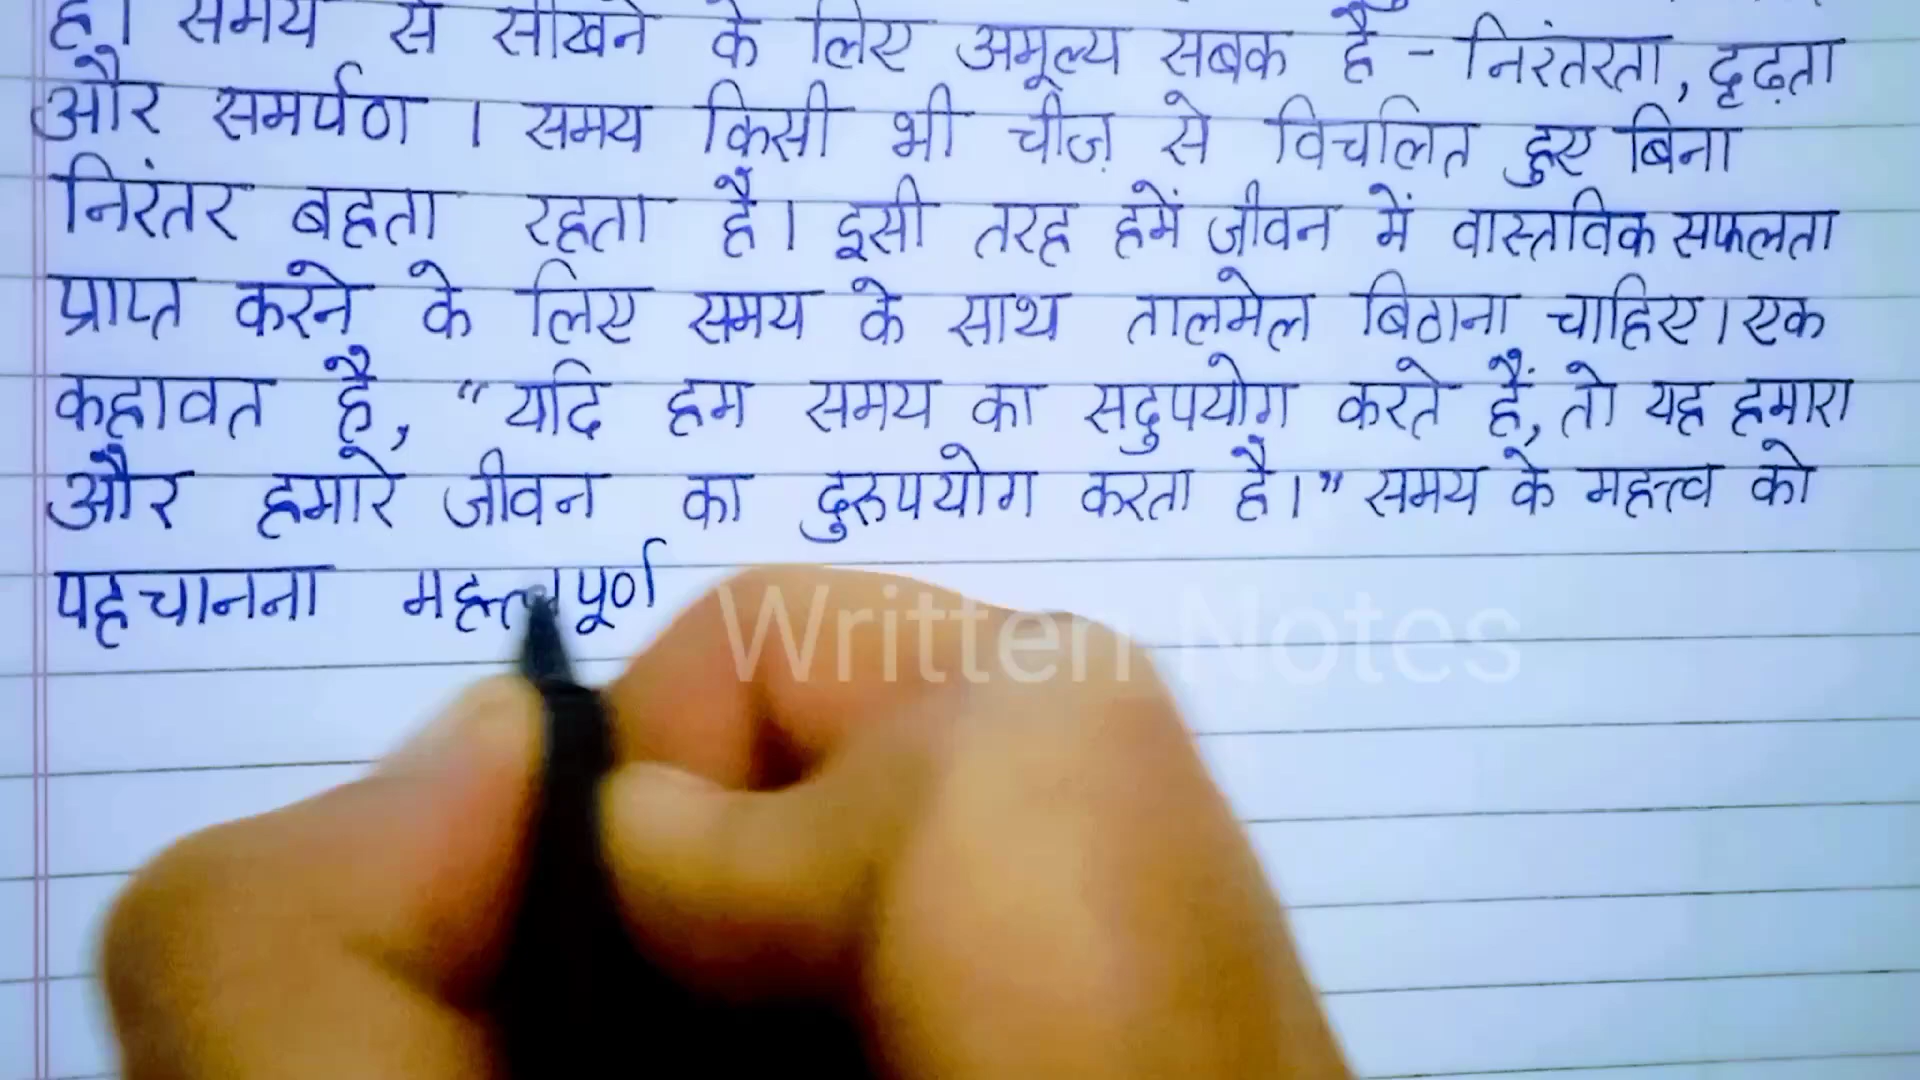 है। समय से सीखने के लिए अमूल्य सबक है - निरंतरता, दृढ़ता
और समर्पण । समय किसी भी चीज़ से विचलित हुए बिना
निरंतर बहता रहता है। इसी तरह हमें जीवन में वास्तविक सफलता
प्राप्त करने के लिए समय के साथ तालमेल बिठाना चाहिए। एक
कहावत है, “यदि हम समय का सदुपयोग करते हैं, तो यह हमारा
और हमारे जीवन का दुरुपयोग करता है।” समय के महत्त्व को
पहचानना महत्त्वपूर्ण
Written Notes